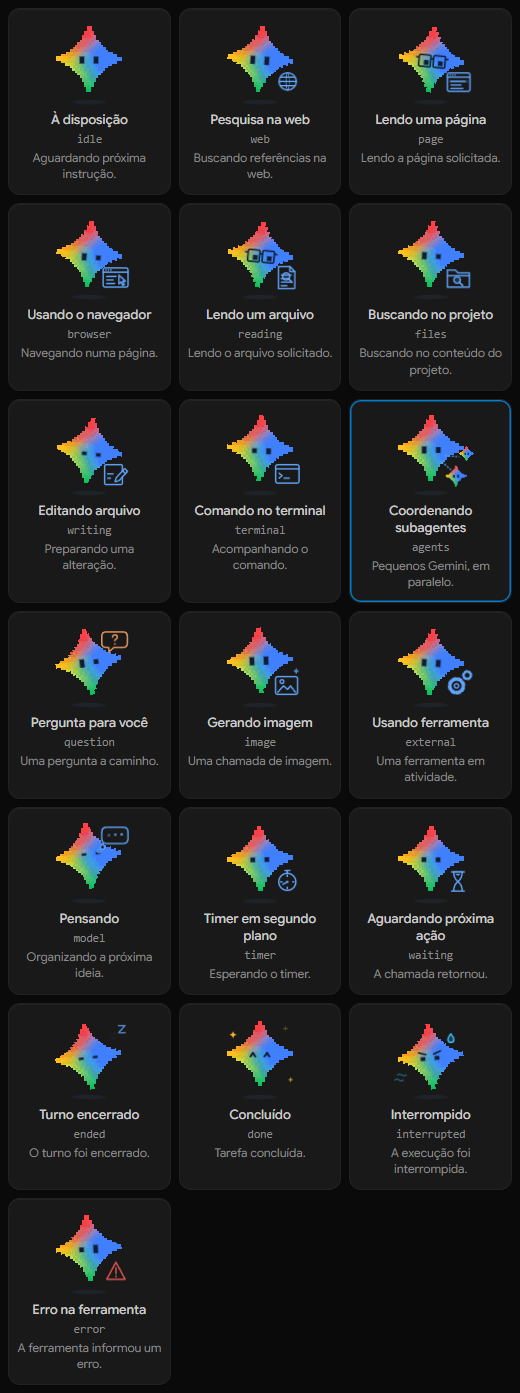 À disposição
idle
Aguardando próxima
instrução.
Pesquisa na web
web
Buscando referências na
web.
Lendo uma página
page
Lendo a página solicitada.
Usando o navegador
browser
Navegando numa página.
Lendo um arquivo
reading
Lendo o arquivo solicitado.
Buscando no projeto
files
Buscando no conteúdo do
projeto.
Editando arquivo
writing
Preparando uma
alteração.
Comando no terminal
terminal
Acompanhando o
comando.
Coordenando
subagentes
agents
Pequenos Gemini, em
paralelo.
?
Pergunta para você
question
Uma pergunta a caminho.
Gerando imagem
image
Uma chamada de imagem.
Usando ferramenta
external
Uma ferramenta em
atividade.
Pensando
model
Organizando a próxima
ideia.
Timer em segundo
plano
timer
Esperando o timer.
Aguardando próxima
ação
waiting
A chamada retornou.
Z
Turno encerrado
ended
O turno foi encerrado.
Concluído
done
Tarefa concluída.
Interrompido
interrupted
A execução foi
interrompida.
Erro na ferramenta
error
A ferramenta informou um
erro.